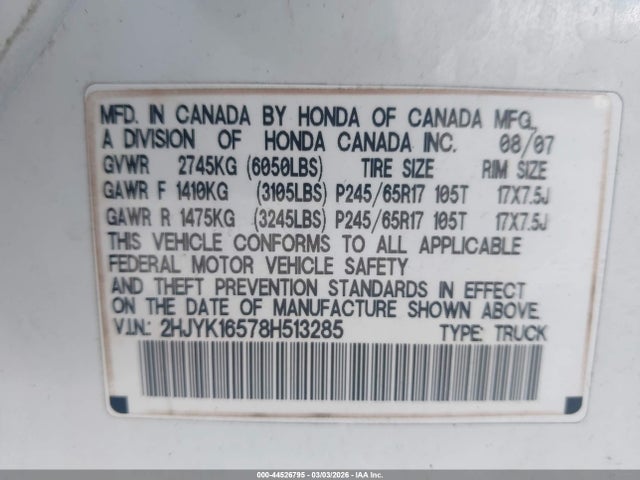 MFD. IN CANADA BY HONDA OF CANADA MFG.,
A DIVISION OF HONDA CANADA INC. 08/07
GVWR 2745KG (6050LBS) TIRE SIZE RIM SIZE
GAWR F 1410KG (3105LBS) P245/65R17 105T 17X7.5J
GAWR R 1475KG (3245LBS) P245/65R17 105T 17X7.5J
THIS VEHICLE CONFORMS TO ALL APPLICABLE
FEDERAL MOTOR VEHICLE SAFETY
AND THEFT PREVENTION STANDARDS IN EFFECT
ON THE DATE OF MANUFACTURE SHOWN ABOVE.
V.I.N.: 2HJYK16578H513285 TYPE: TRUCK
000-44526795 - 03/03/2026 - IAA Inc.